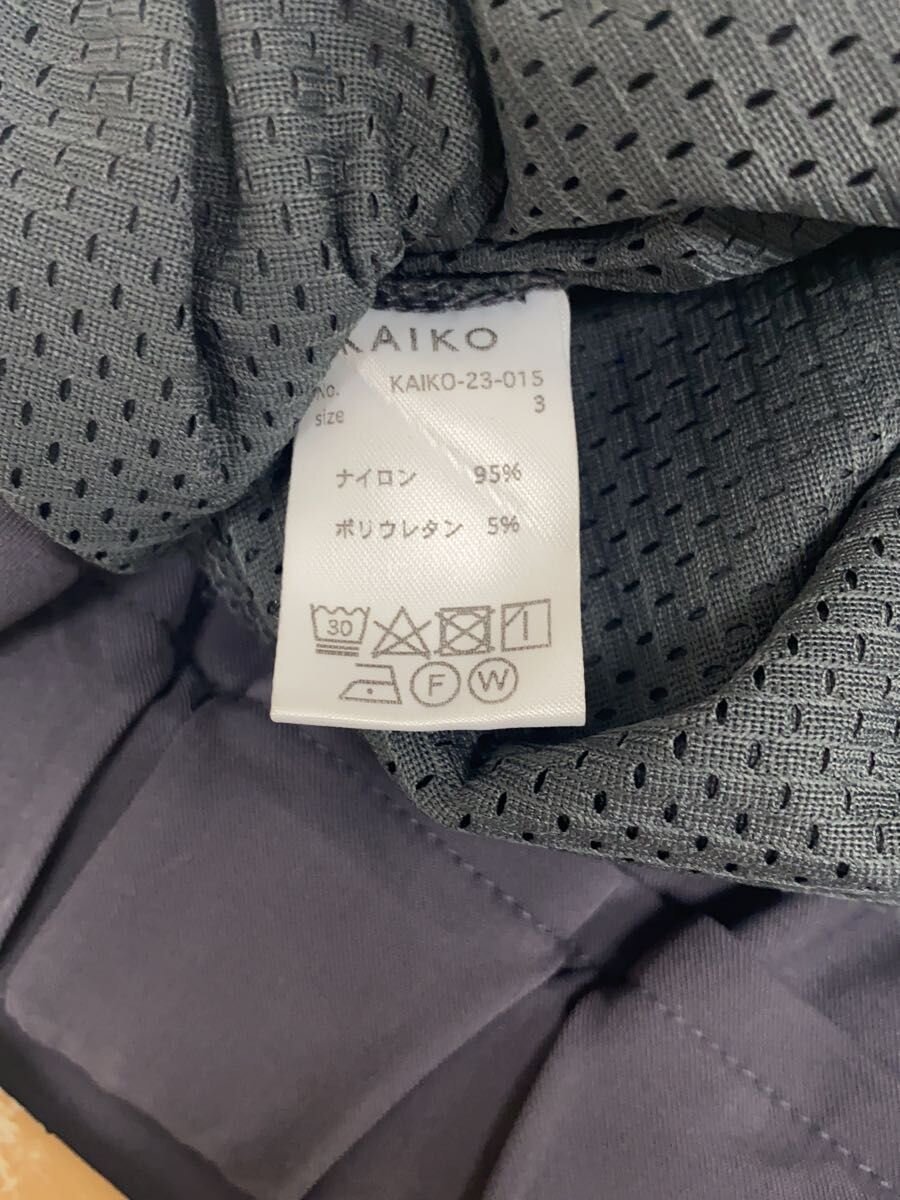 KAIKO
No. KAIKO-23-015
size 3
ナイロン 95%
ポリウレタン 5%
30
F W